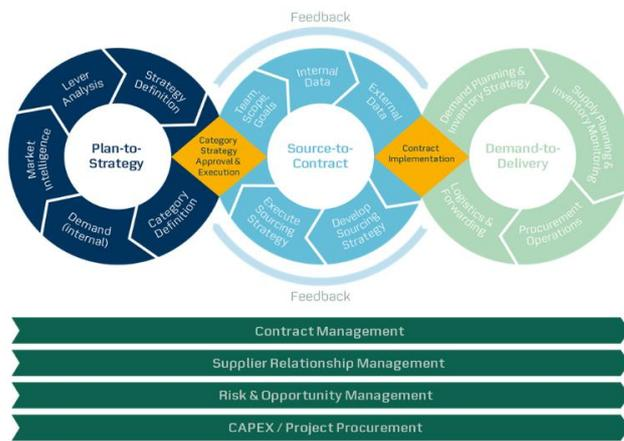 Feedback
Lever
Analysis
Strategy
Definition
Market
Intelligence
Plan-to-
Strategy
Demand
(internal)
Category
Definition
Category
Strategy
Approval &
Execution
Team,
Scope,
Goals
Internal
Data
External
Data
Source-to-
Contract
Execute
Sourcing
Strategy
Develop
Sourcing
Strategy
Contract
Implementation
Demand Planning &
Inventory Strategy
Supply Planning &
Inventory Monitoring
Demand-to-
Delivery
Logistics &
Forwarding
Procurement
Operations
Feedback
Contract Management
Supplier Relationship Management
Risk & Opportunity Management
CAPEX / Project Procurement